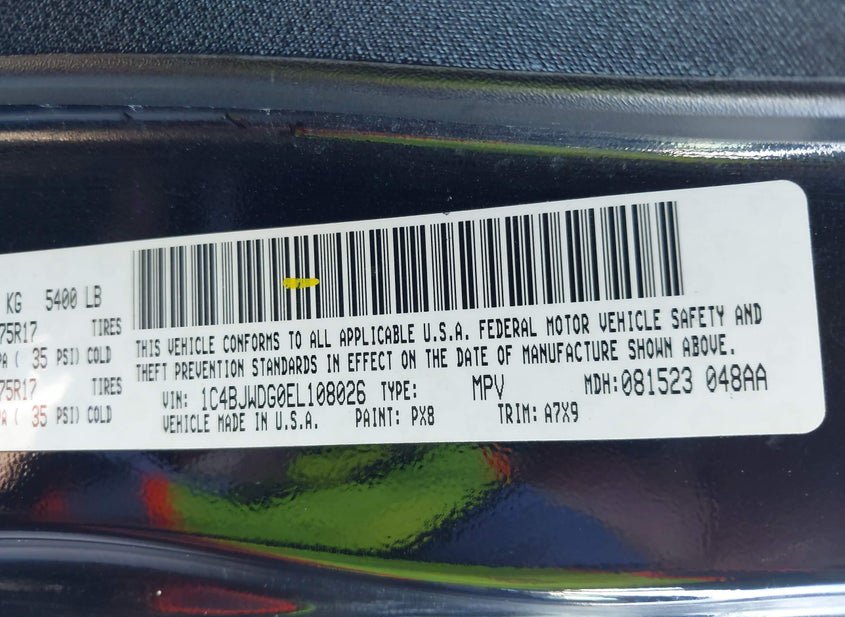 KG 5400 LB
75R17 TIRES
PA ( 35 PSI) COLD
75R17 TIRES
PA ( 35 PSI) COLD
THIS VEHICLE CONFORMS TO ALL APPLICABLE U.S.A. FEDERAL MOTOR VEHICLE SAFETY AND
THEFT PREVENTION STANDARDS IN EFFECT ON THE DATE OF MANUFACTURE SHOWN ABOVE.
VIN: 1C4BJWDG0EL108026 TYPE: MPV MDH:081523 048AA
VEHICLE MADE IN U.S.A. PAINT: PX8 TRIM: A7X9